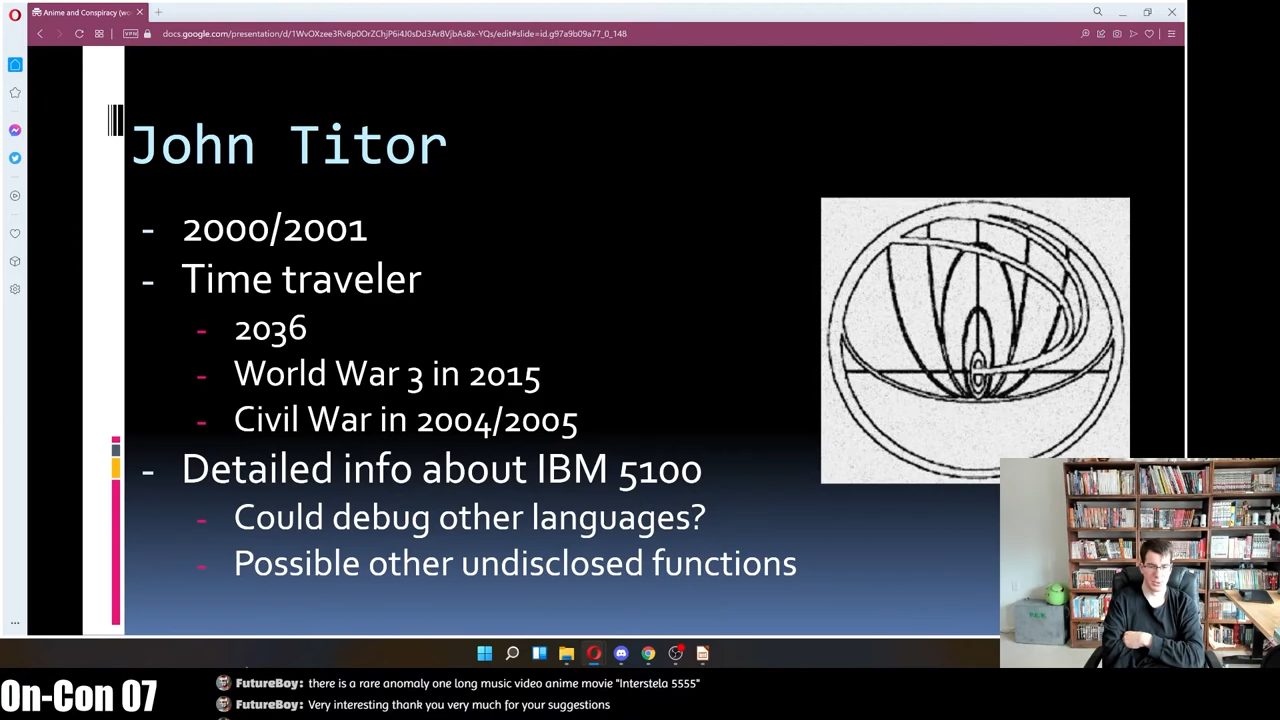 Anime and Conspiracy (wo
VPN
docs.google.com/presentation/d/1WvOXzee3Rv8p0OrZChjP6i4J0sDd3Ar8VjbAs8x-YQs/edit#slide=id.g97a9b09a77_0_148
John Titor
- 2000/2001
- Time traveler
- 2036
- World War 3 in 2015
- Civil War in 2004/2005
- Detailed info about IBM 5100
- Could debug other languages?
- Possible other undisclosed functions
On-Con 07
FutureBoy: there is a rare anomaly one long music video anime movie "Interstela 5555"
FutureBoy: Very interesting thank you very much for your suggestions